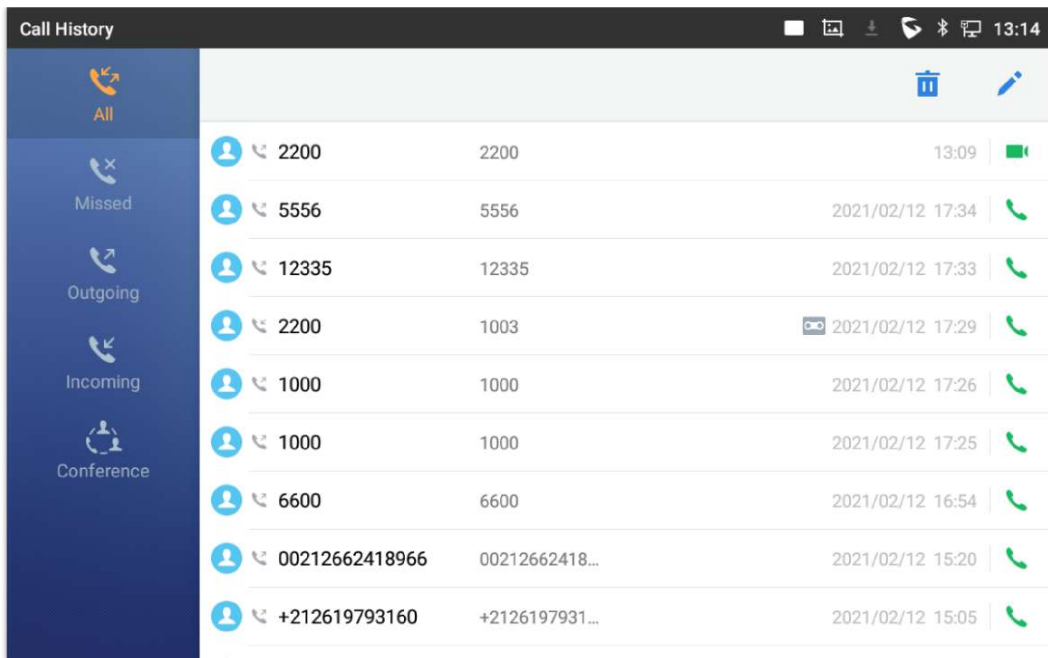 Call History 13:14
All
Missed
Outgoing
Incoming
Conference
2200 2200 13:09
5556 5556 2021/02/12 17:34
12335 12335 2021/02/12 17:33
2200 1003 2021/02/12 17:29
1000 1000 2021/02/12 17:26
1000 1000 2021/02/12 17:25
6600 6600 2021/02/12 16:54
00212662418966 00212662418... 2021/02/12 15:20
+212619793160 +2126197931... 2021/02/12 15:05